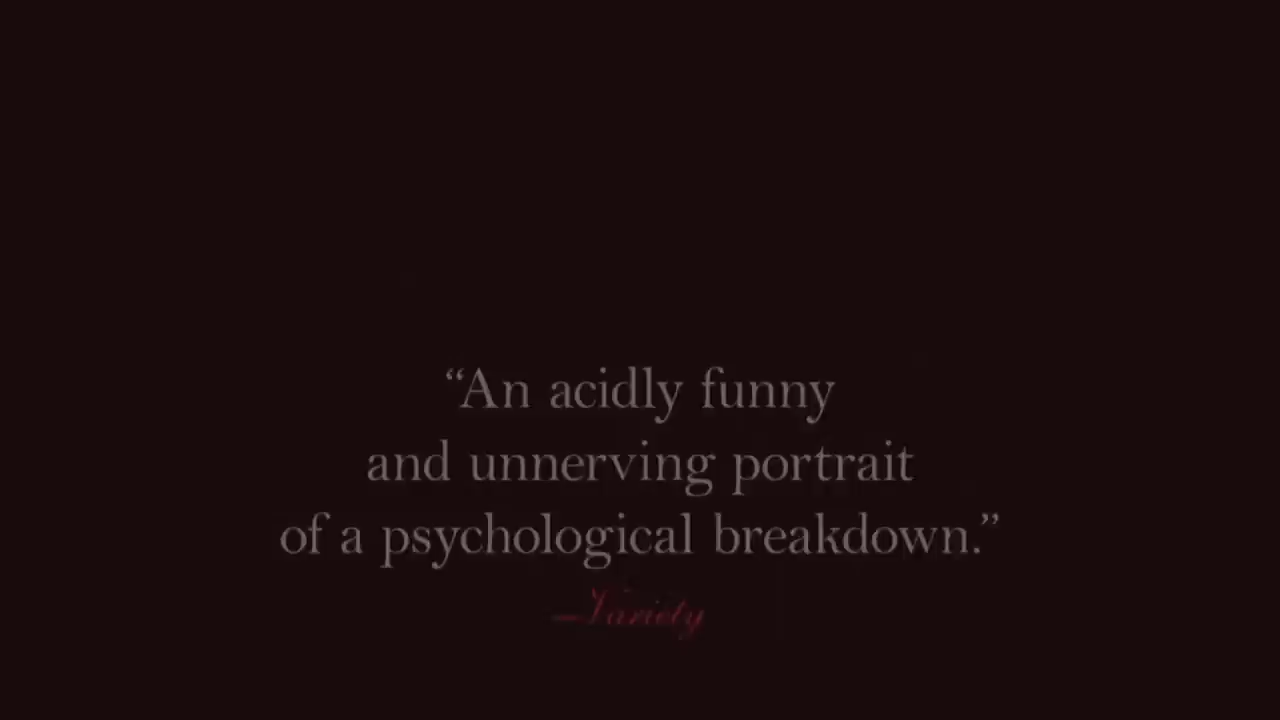 “An acidly funny
and unnerving portrait
of a psychological breakdown.”
—Variety